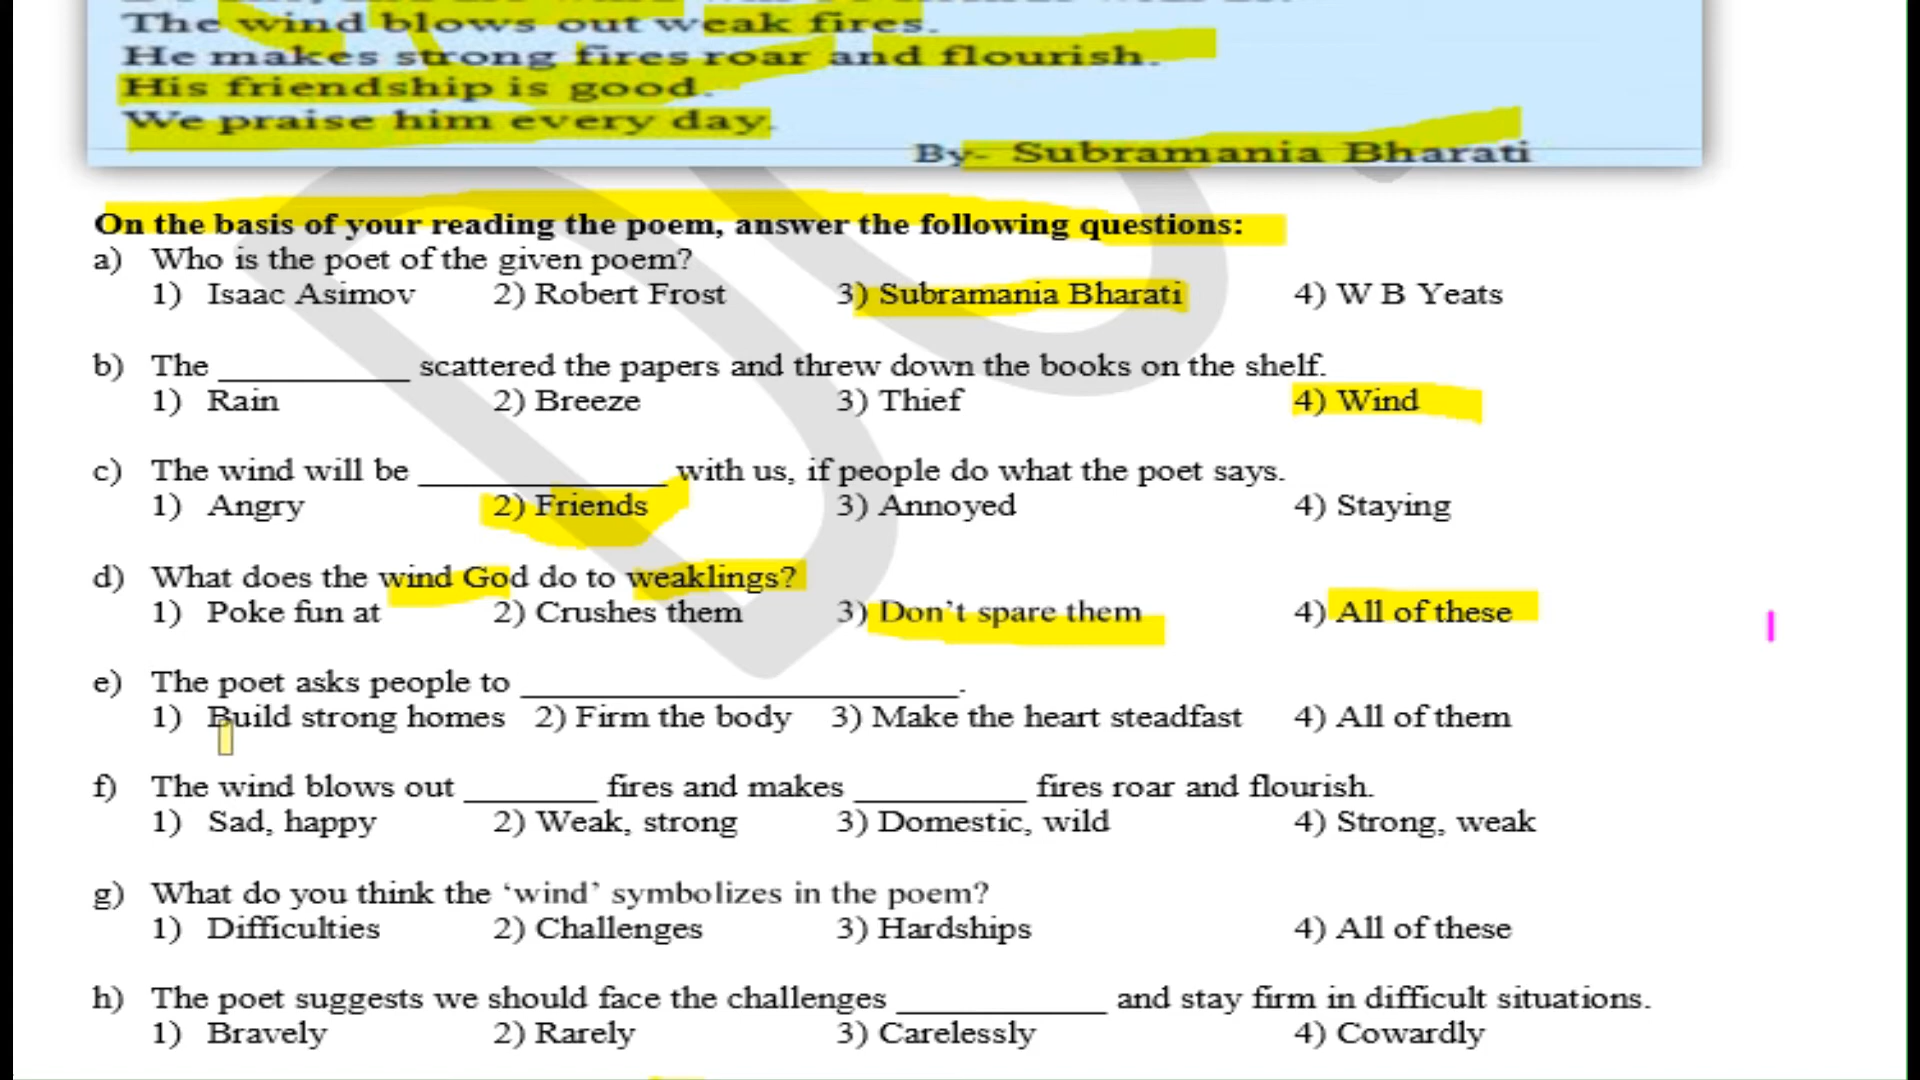 The wind blows out weak fires.
He makes strong fires roar and flourish.
His friendship is good.
We praise him every day.
By- Subramania Bharati
On the basis of your reading the poem, answer the following questions:
a) Who is the poet of the given poem?
1) Isaac Asimov 2) Robert Frost 3) Subramania Bharati 4) W B Yeats
b) The __________ scattered the papers and threw down the books on the shelf.
1) Rain 2) Breeze 3) Thief 4) Wind
c) The wind will be _____________ with us, if people do what the poet says.
1) Angry 2) Friends 3) Annoyed 4) Staying
d) What does the wind God do to weaklings?
1) Poke fun at 2) Crushes them 3) Don’t spare them 4) All of these
e) The poet asks people to _______________________.
1) Build strong homes 2) Firm the body 3) Make the heart steadfast 4) All of them
f) The wind blows out _______ fires and makes _________ fires roar and flourish.
1) Sad, happy 2) Weak, strong 3) Domestic, wild 4) Strong, weak
g) What do you think the ‘wind’ symbolizes in the poem?
1) Difficulties 2) Challenges 3) Hardships 4) All of these
h) The poet suggests we should face the challenges ___________ and stay firm in difficult situations.
1) Bravely 2) Rarely 3) Carelessly 4) Cowardly